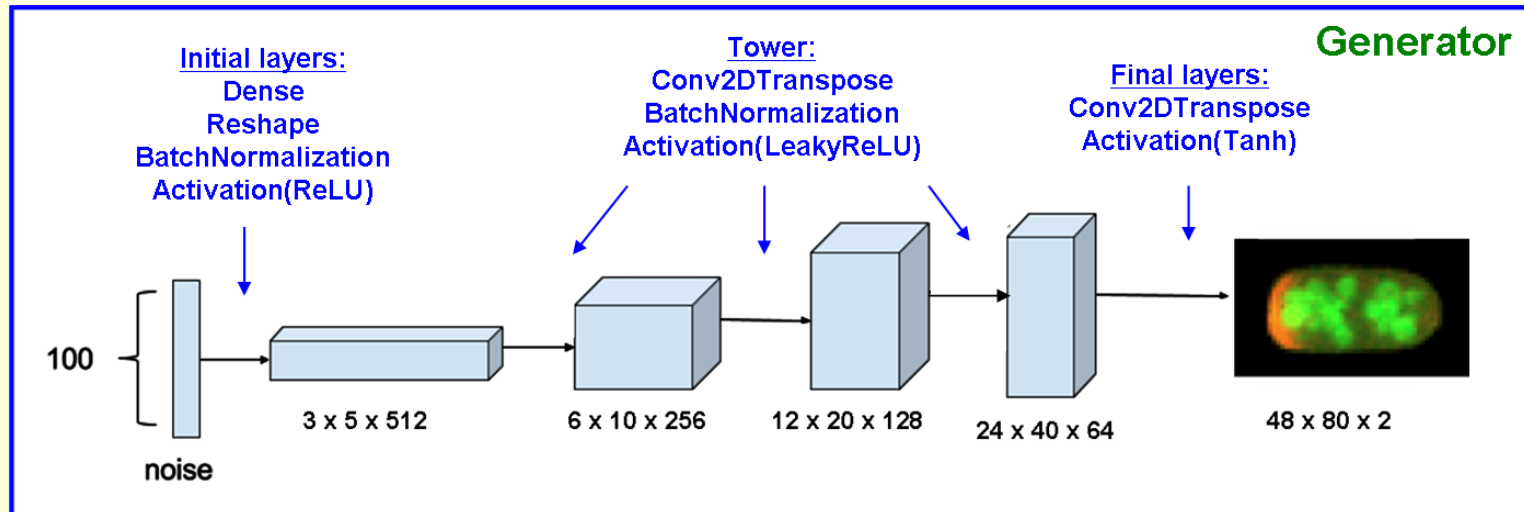 Generator
Initial layers:
Dense
Reshape
BatchNormalization
Activation(ReLU)
Tower:
Conv2DTranspose
BatchNormalization
Activation(LeakyReLU)
Final layers:
Conv2DTranspose
Activation(Tanh)
100
noise
3 x 5 x 512
6 x 10 x 256
12 x 20 x 128
24 x 40 x 64
48 x 80 x 2